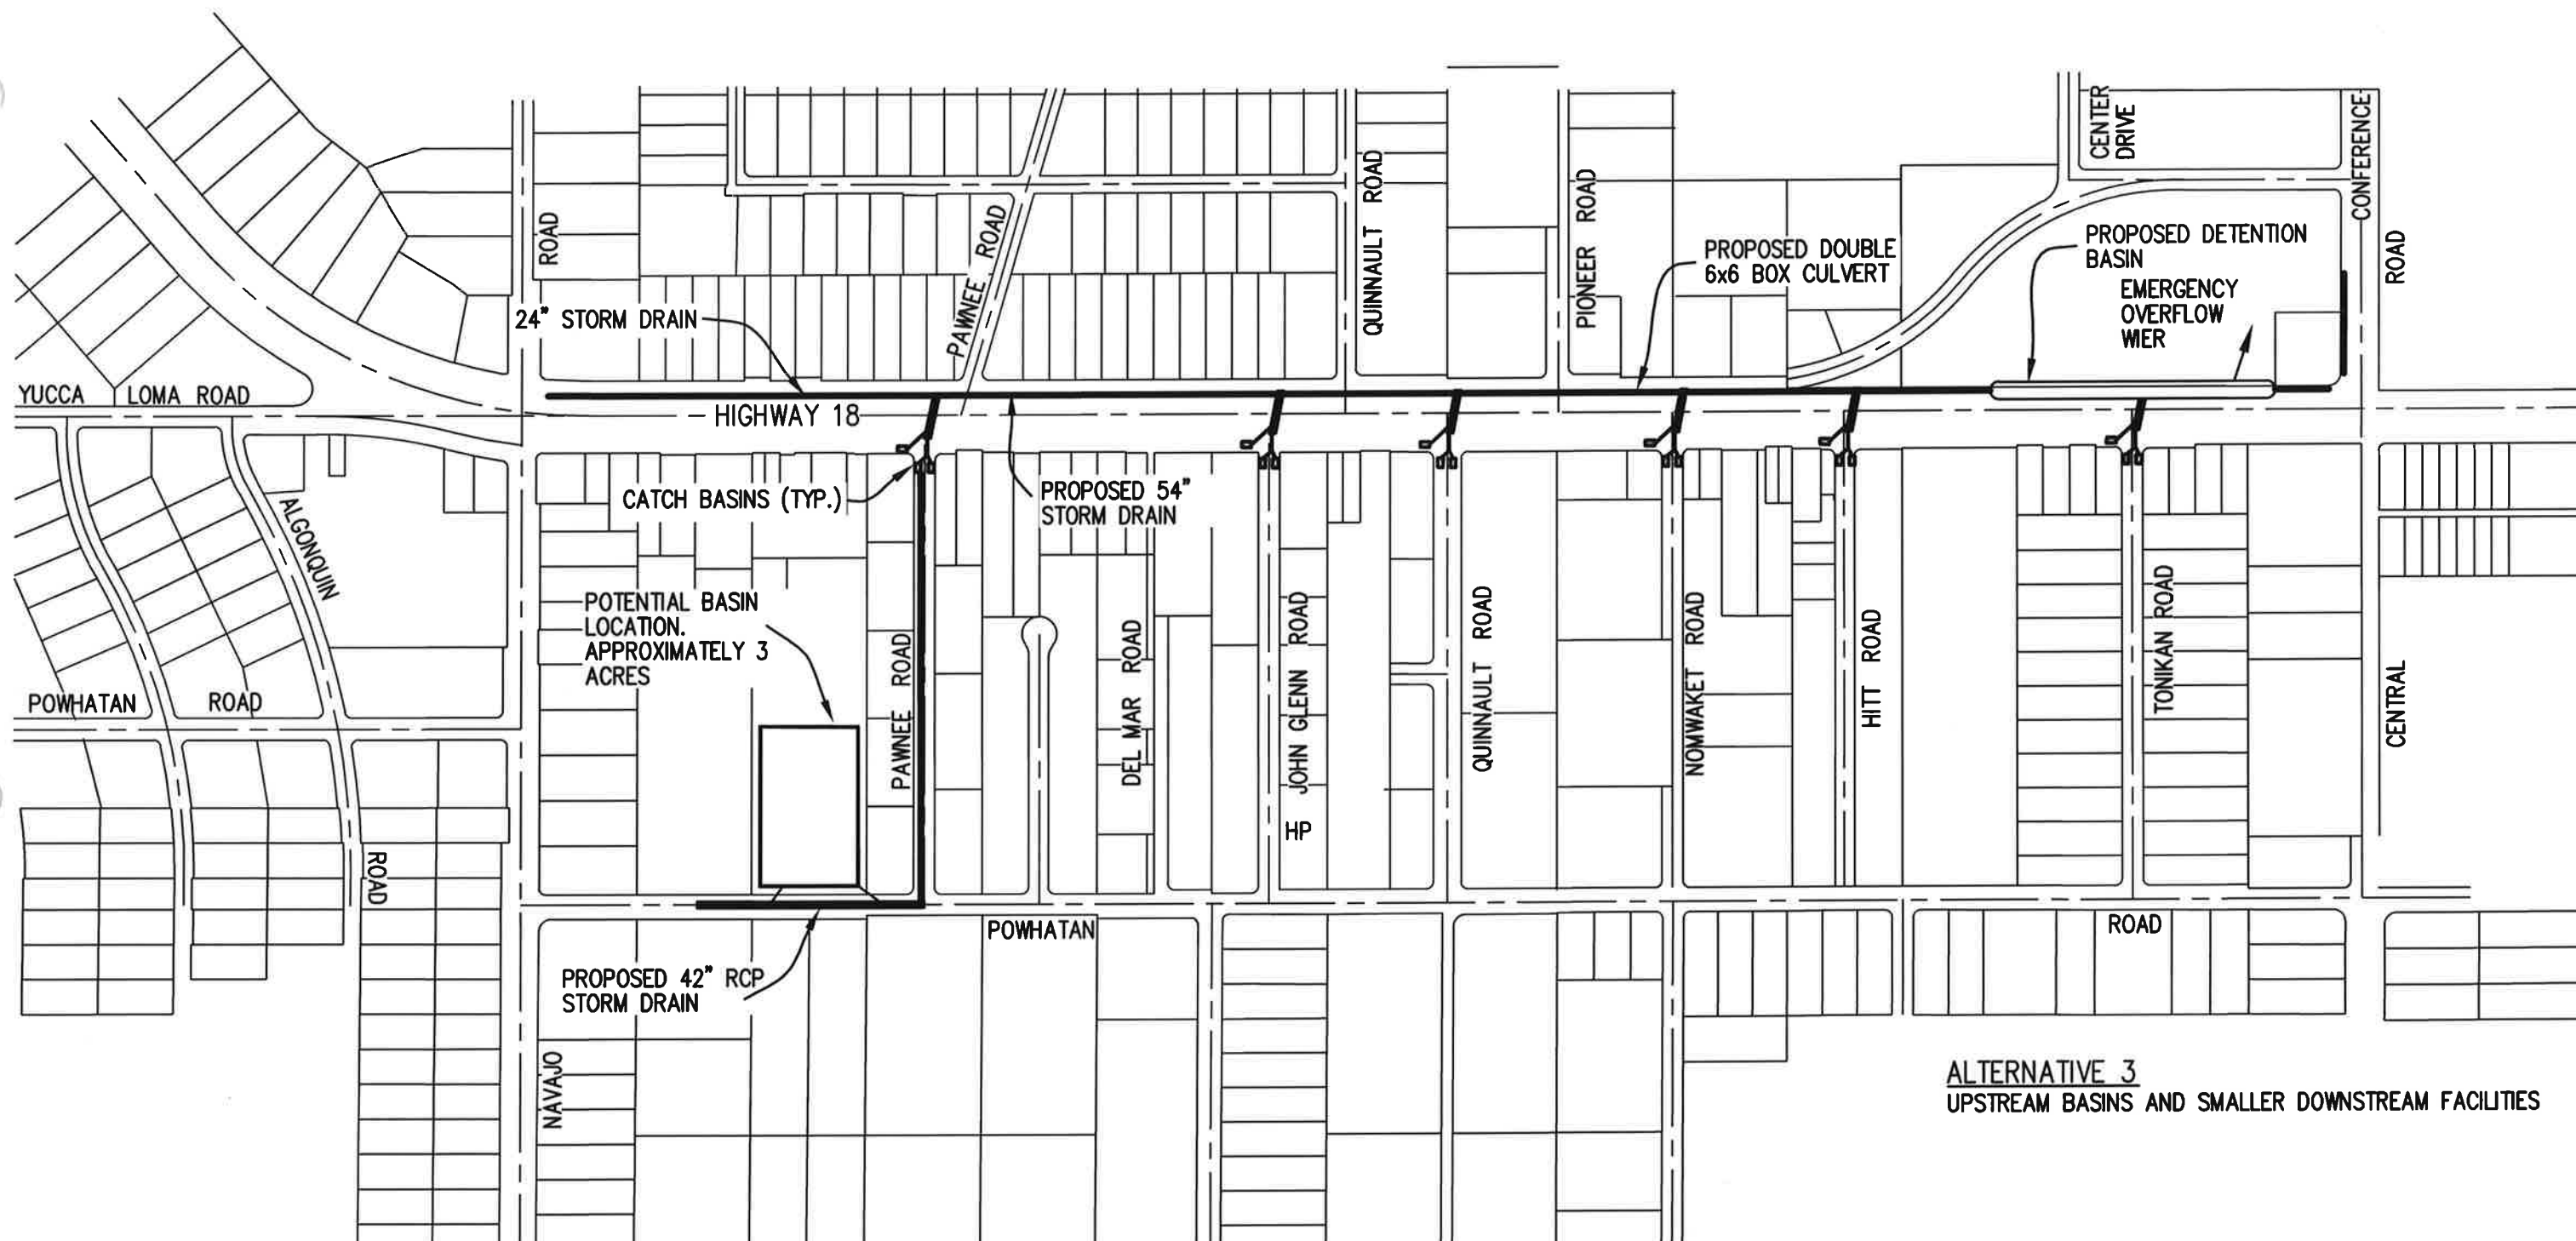 CENTER
DRIVE
CONFERENCE
ROAD
ROAD
PAWNEE ROAD
QUINNAULT ROAD
PIONEER ROAD
PROPOSED DOUBLE
6x6 BOX CULVERT
PROPOSED DETENTION
BASIN
EMERGENCY
OVERFLOW
WIER
24" STORM DRAIN
YUCCA LOMA ROAD
HIGHWAY 18
CATCH BASINS (TYP.)
PROPOSED 54"
STORM DRAIN
ALGONQUIN
ROAD
POTENTIAL BASIN
LOCATION.
APPROXIMATELY 3
ACRES
PAWNEE ROAD
DEL MAR ROAD
JOHN GLENN ROAD
HP
QUINNAULT ROAD
NOMWAKET ROAD
HITT ROAD
TONIKAN ROAD
CENTRAL
POWHATAN ROAD
POWHATAN ROAD
PROPOSED 42" RCP
STORM DRAIN
NAVAJO
ALTERNATIVE 3
UPSTREAM BASINS AND SMALLER DOWNSTREAM FACILITIES